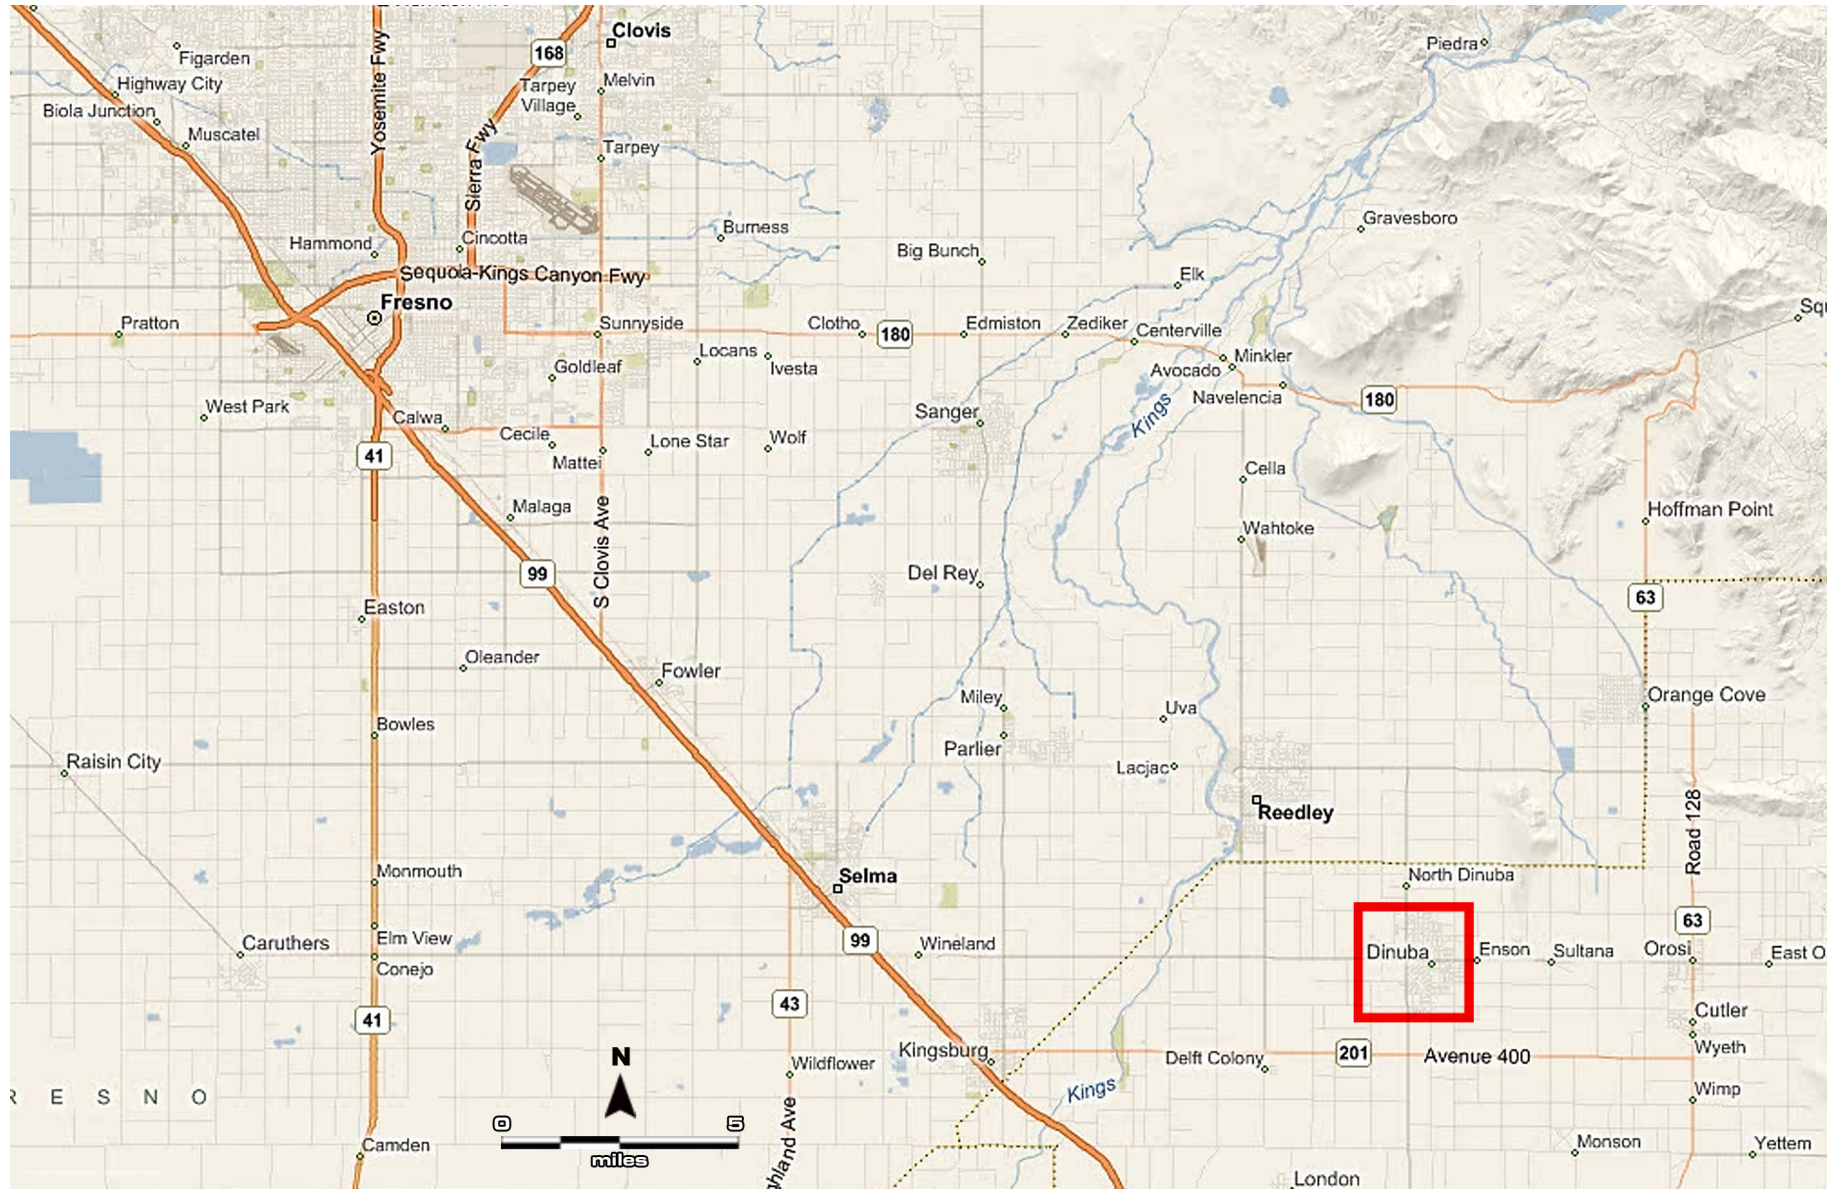 Clovis
168
Piedra
Figarden
Yosemite Fwy
Highway City
Tarpey
Village
Melvin
Biola Junction
Muscatel
Sierra Fwy
Tarpey
Gravesboro
Burness
Hammond
Cincotta
Big Bunch
Elk
Sequoia-Kings Canyon Fwy
Fresno
Pratton
Sunnyside
Clotho
180
Edmiston
Zediker
Centerville
Squ
Locans
Ivesta
Minkler
Goldleaf
Avocado
West Park
Navelencia
180
Calwa
Sanger
Kings
Cecile
Mattei
Lone Star
Wolf
41
Cella
Malaga
S Clovis Ave
Hoffman Point
Wahtoke
99
Del Rey
63
Easton
Oleander
Fowler
Miley
Uva
Orange Cove
Bowles
Parlier
Raisin City
Lacjac
Reedley
Road 128
Monmouth
Selma
North Dinuba
63
Elm View
Caruthers
99
Wineland
Dinuba
Enson
Sultana
Orosi
East O
Conejo
43
Cutler
41
Kingsburg
Delft Colony
201
Avenue 400
Wyeth
N
Wildflower
Kings
Wimp
R E S N O
0
5
miles
ghland Ave
Camden
Monson
Yettem
London